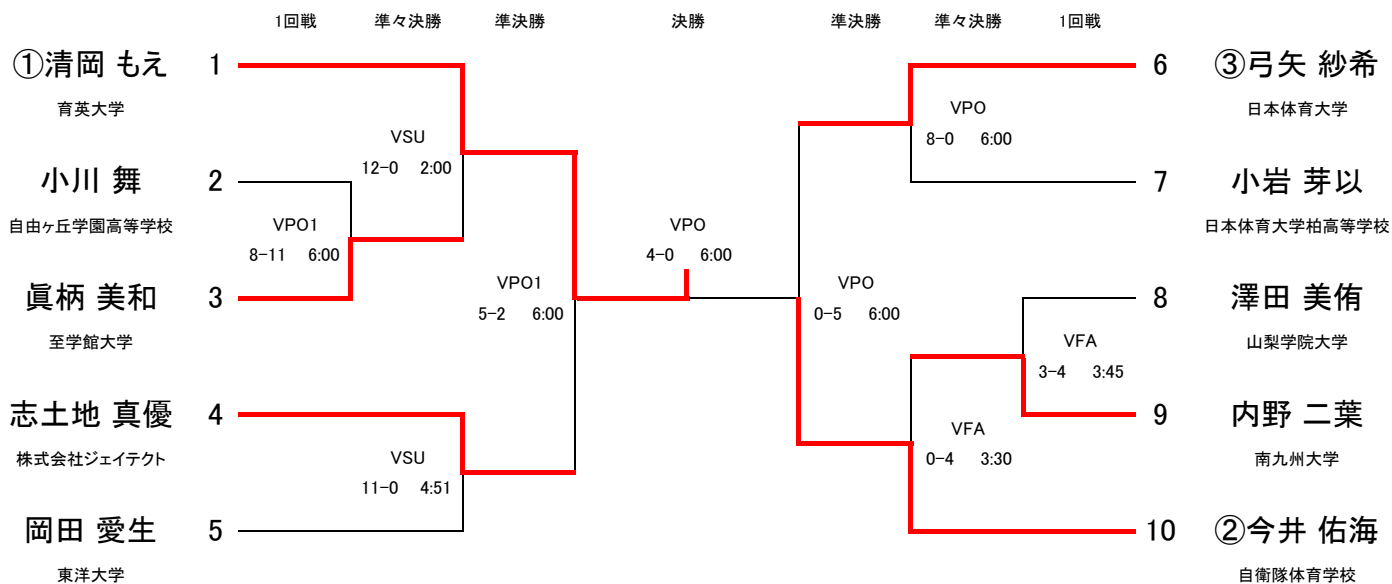 1回戦 準々決勝 準決勝 決勝 準決勝 準々決勝 1回戦
①清岡 もえ 1
育英大学
VSU
12-0 2:00
小川 舞 2
自由ヶ丘学園高等学校
VPO1
8-11 6:00
眞柄 美和 3
至学館大学
VPO1
5-2 6:00
志土地 真優 4
株式会社ジェイテクト
VSU
11-0 4:51
岡田 愛生 5
東洋大学
VPO
4-0 6:00
6 ③弓矢 紗希
日本体育大学
VPO
8-0 6:00
7 小岩 芽以
日本体育大学柏高等学校
VPO
0-5 6:00
8 澤田 美侑
山梨学院大学
VFA
3-4 3:45
9 内野 二葉
南九州大学
VFA
0-4 3:30
10 ②今井 佑海
自衛隊体育学校